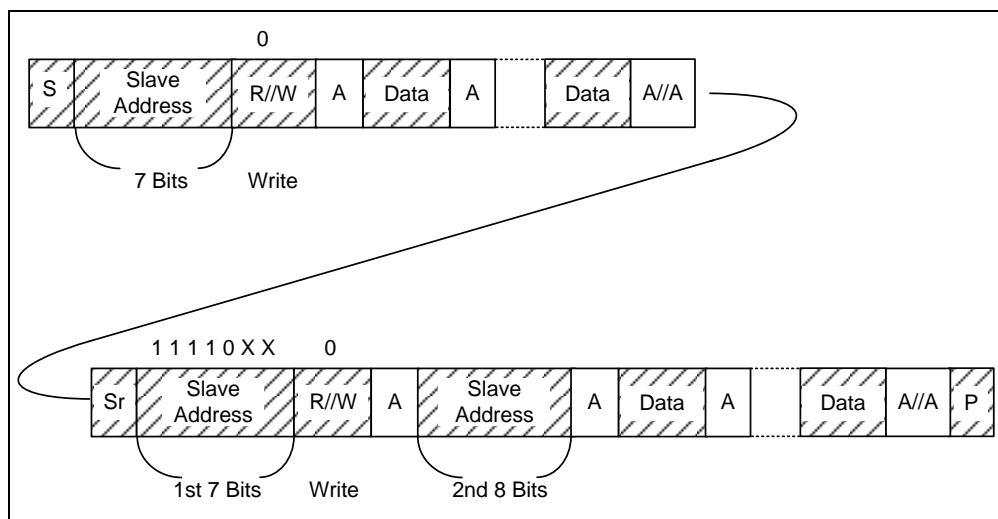 0
S Slave Address R//W A Data A Data A//A
7 Bits Write
1 1 1 1 0 X X 0
Sr Slave Address R//W A Slave Address A Data A Data A//A P
1st 7 Bits Write 2nd 8 Bits